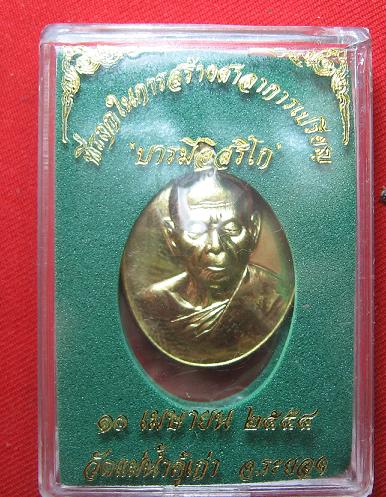 ที่ระลึกในการสร้างศาลาการเปรียญ
"บารมีอิสริโก"
๑๐ เมษายน ๒๕๕๔
วัดแม่น้ำคู้เก่า จ.ระยอง